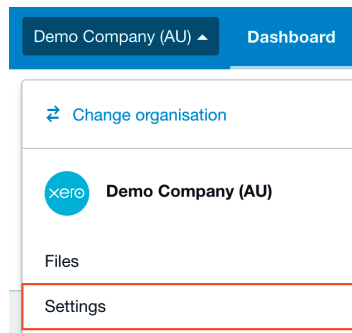 Demo Company (AU) Dashboard
Change organisation
xero Demo Company (AU)
Files
Settings